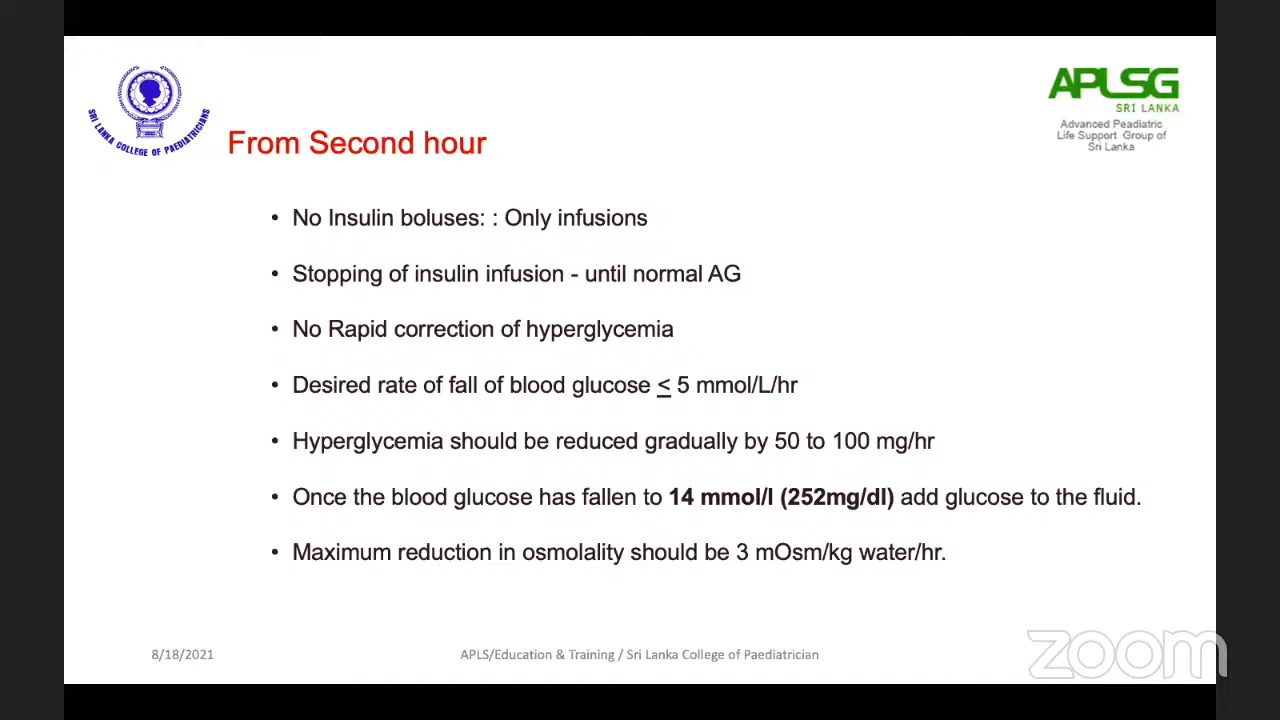 SRI LANKA COLLEGE OF PAEDIATRICIANS
APLSG
SRI LANKA
Advanced Peadiatric
Life Support Group of
Sri Lanka
From Second hour
• No Insulin boluses: : Only infusions
• Stopping of insulin infusion - until normal AG
• No Rapid correction of hyperglycemia
• Desired rate of fall of blood glucose ≤ 5 mmol/L/hr
• Hyperglycemia should be reduced gradually by 50 to 100 mg/hr
• Once the blood glucose has fallen to 14 mmol/l (252mg/dl) add glucose to the fluid.
• Maximum reduction in osmolality should be 3 mOsm/kg water/hr.
8/18/2021
APLS/Education & Training / Sri Lanka College of Paediatrician
zoom